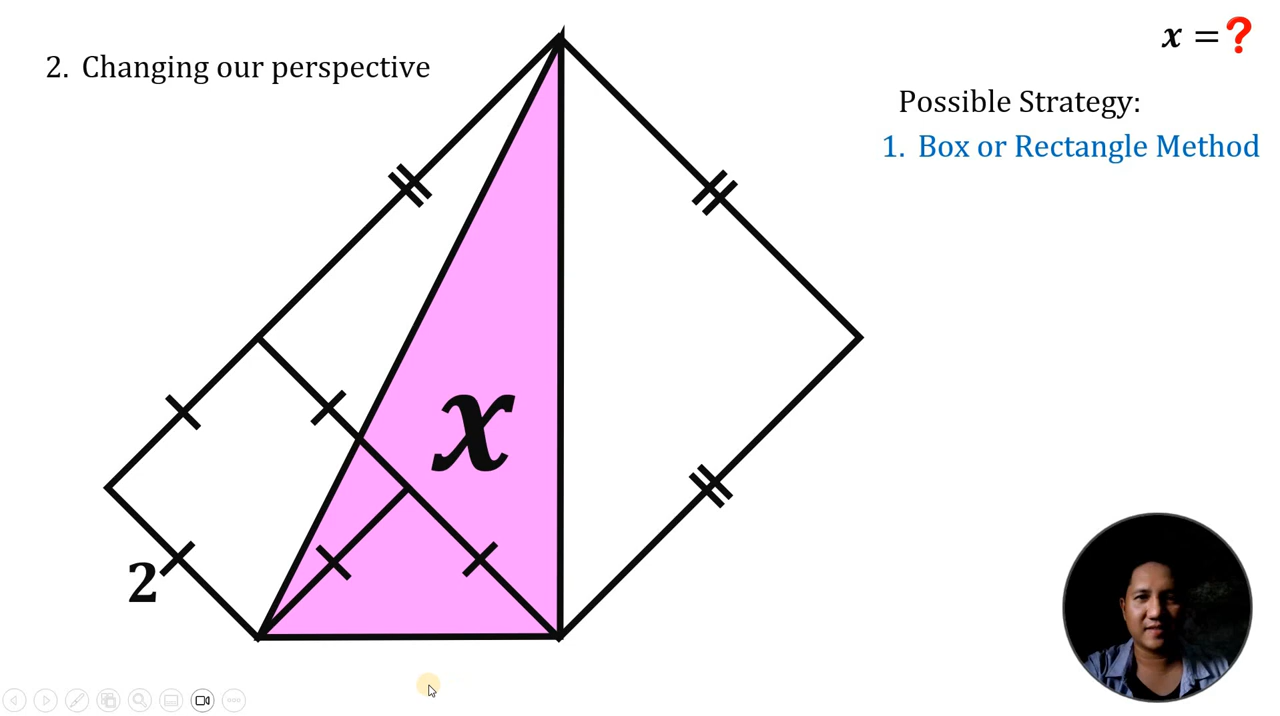 x =?
2. Changing our perspective
Possible Strategy:
1. Box or Rectangle Method
x
2